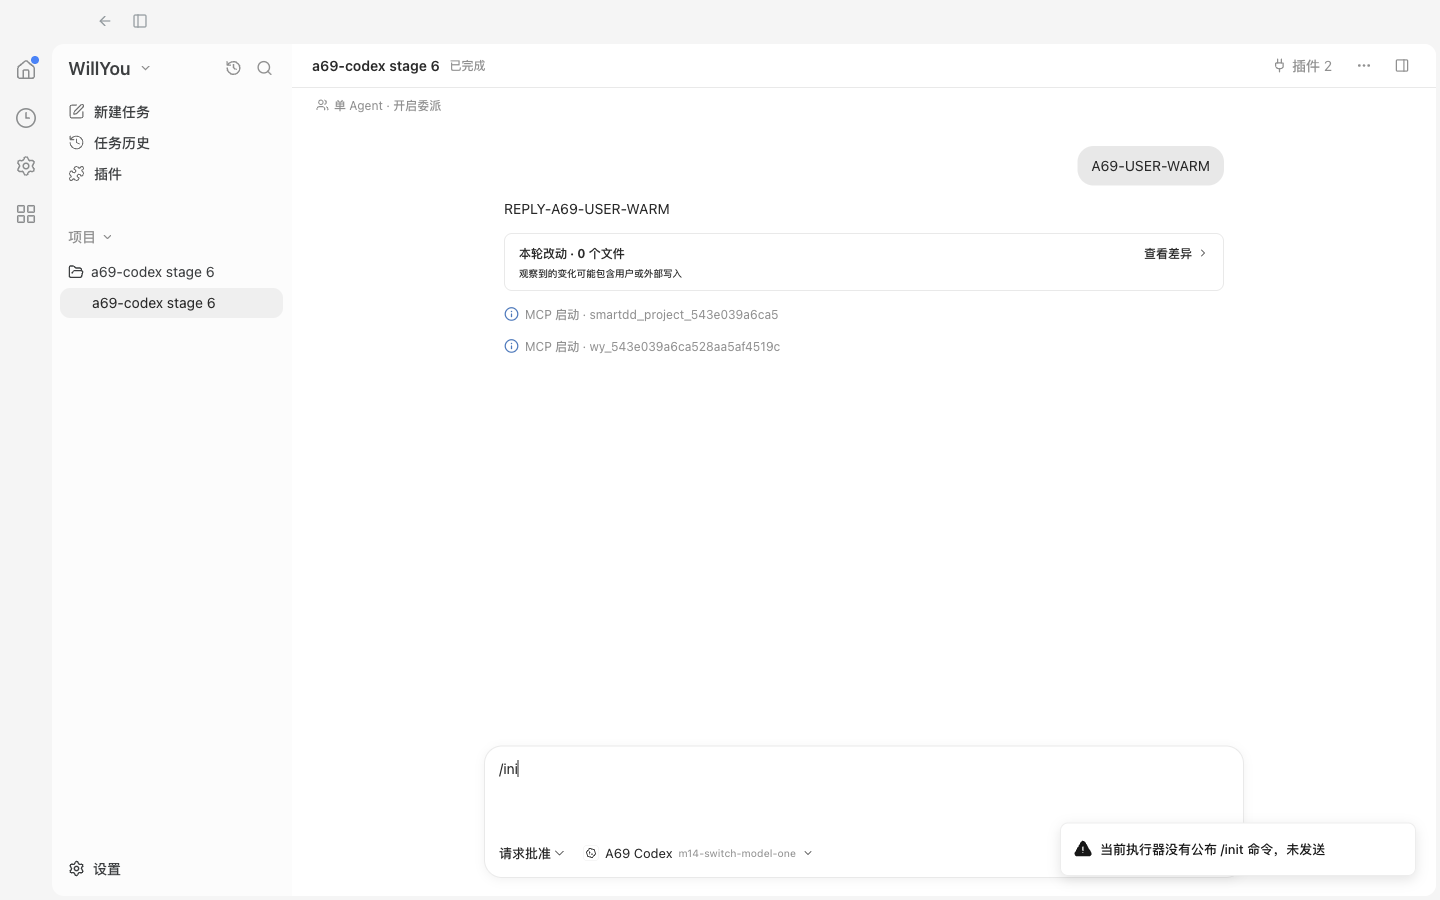 WillYou
新建任务
任务历史
插件
项目
a69-codex stage 6
a69-codex stage 6
设置
a69-codex stage 6 已完成
插件 2
单 Agent · 开启委派
A69-USER-WARM
REPLY-A69-USER-WARM
本轮改动 · 0 个文件
查看差异
观察到的变化可能包含用户或外部写入
MCP 启动 · smartdd_project_543e039a6ca5
MCP 启动 · wy_543e039a6ca528aa5af4519c
/ini
请求批准
A69 Codex m14-switch-model-one
当前执行器没有公布 /init 命令，未发送